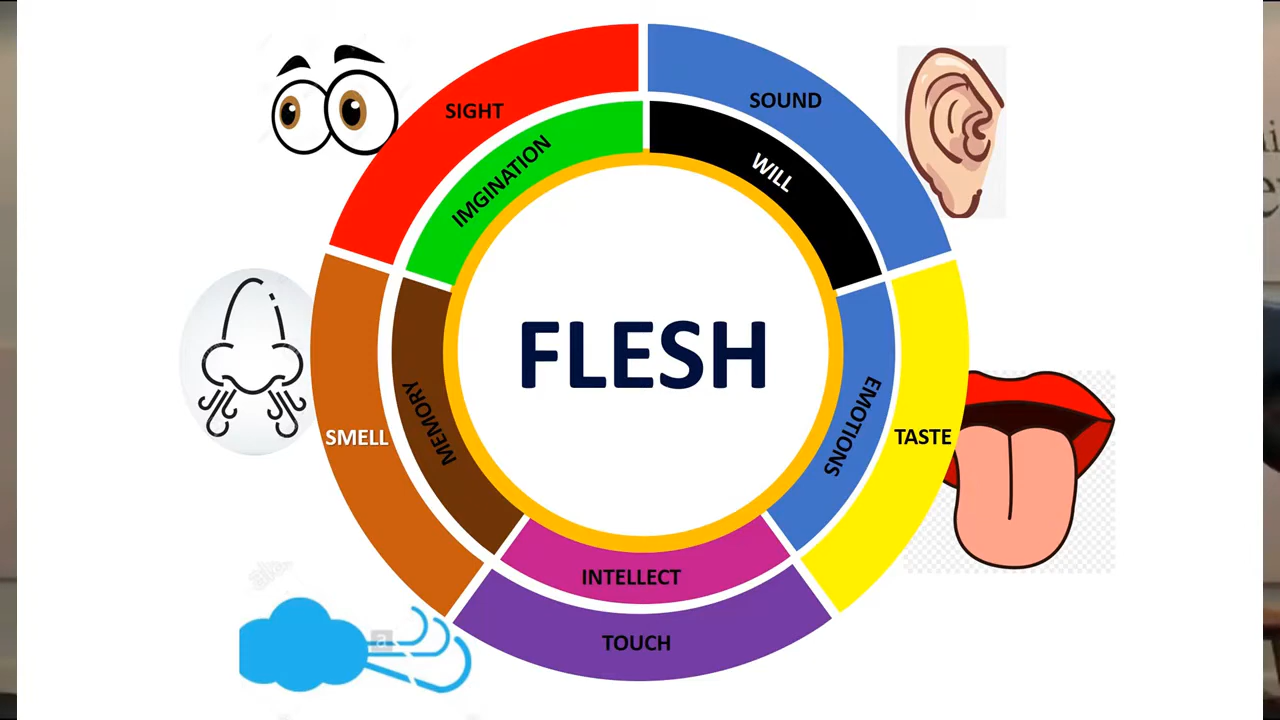 SIGHT
SOUND
IMGINATION
WILL
FLESH
MEMORY
EMOTIONS
SMELL
TASTE
INTELLECT
TOUCH
a